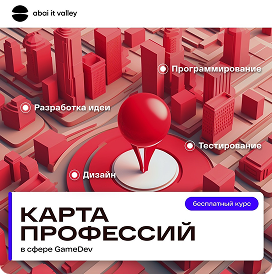 aboi it valley
Программирование
Разработка идеи
Тестирование
Дизайн
бесплатный курс
КАРТА
ПРОФЕССИЙ
в сфере GameDev